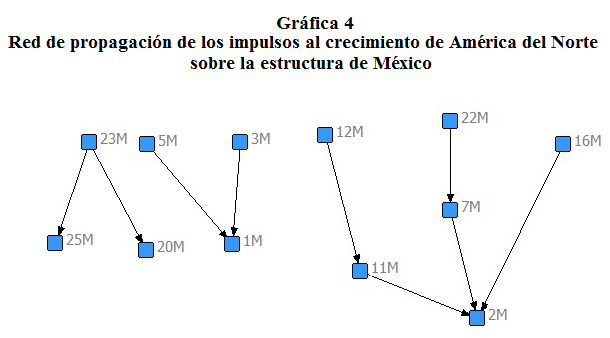 Gráfica 4
Red de propagación de los impulsos al crecimiento de América del Norte
sobre la estructura de México
23M
5M
3M
12M
22M
16M
25M
20M
1M
7M
11M
2M